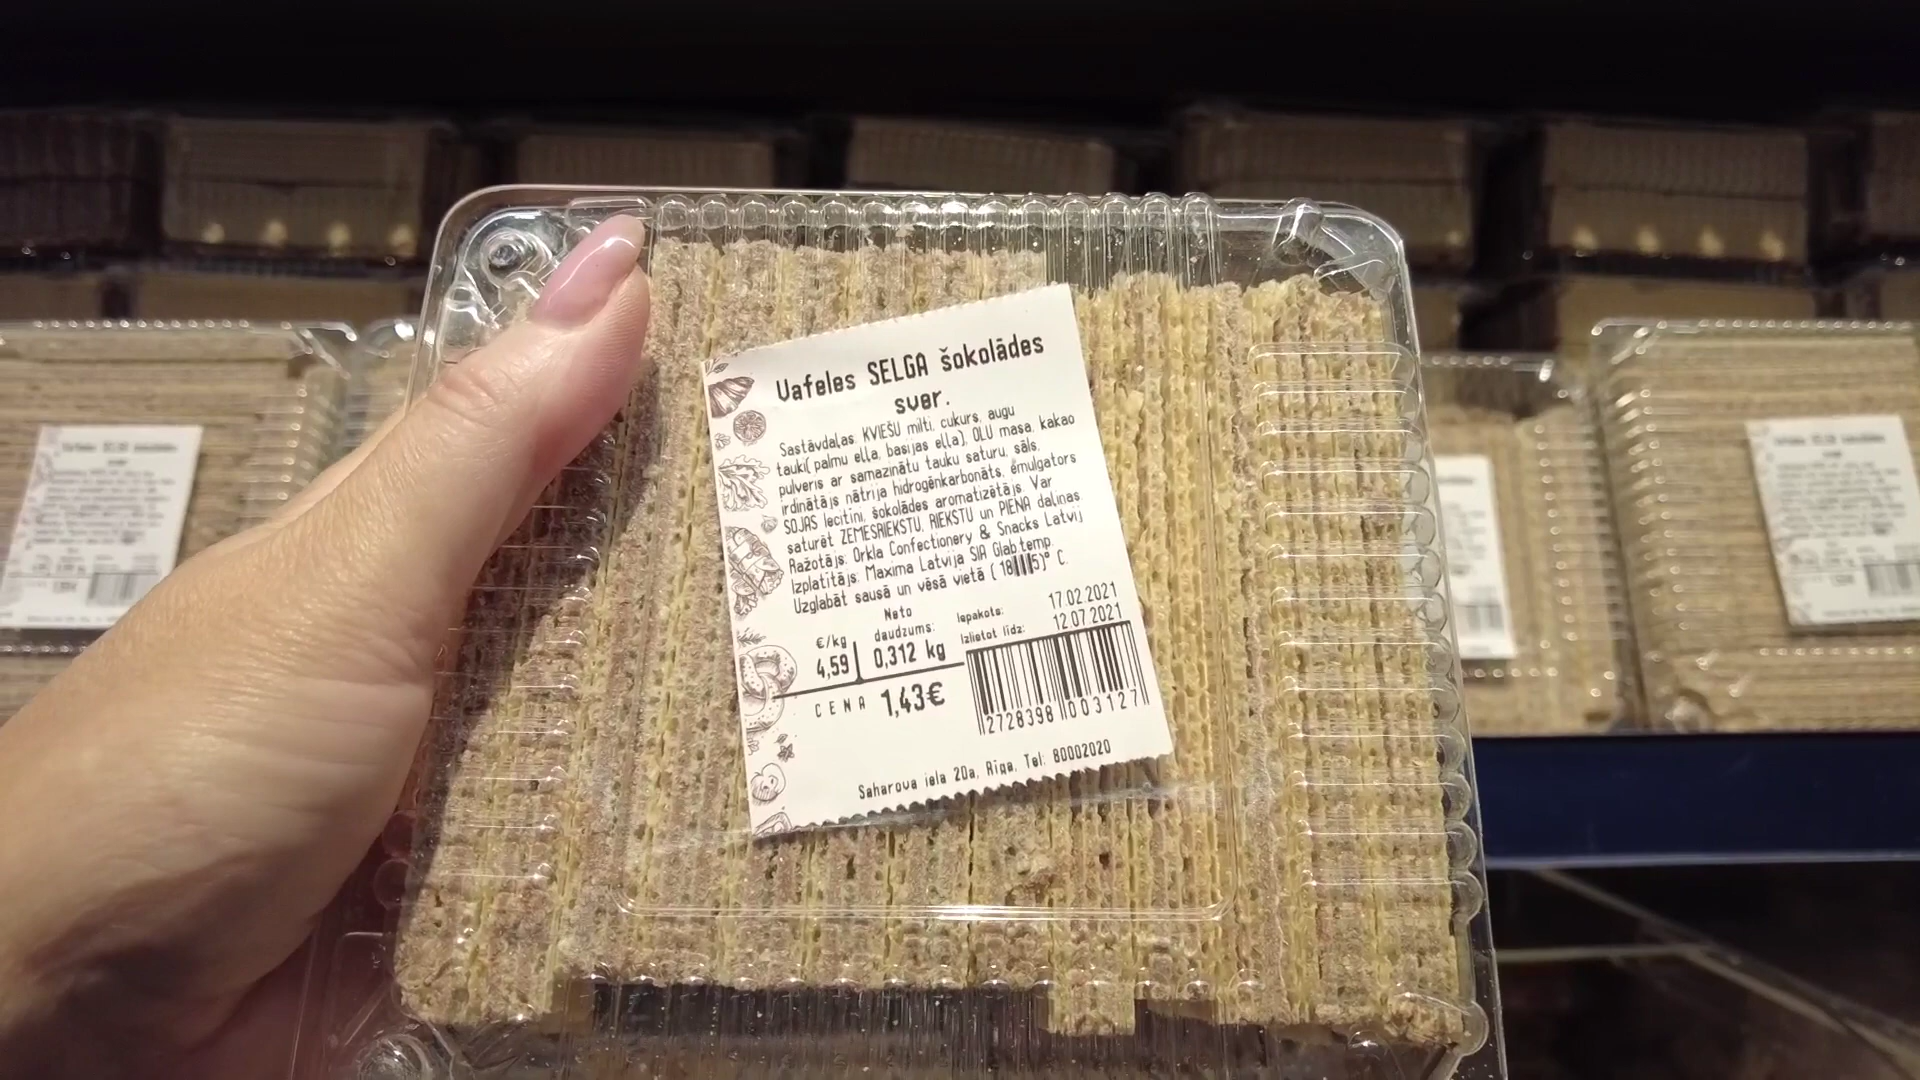 Vafeles SELGA šokolādes
sver.
Sastāvdaļas: KVIEŠU milti, cukurs, augu
tauki( palmu eļļa, basijas eļļa), OLU masa, kakao
pulveris ar samazinātu tauku saturu, sāls,
irdinātājs nātrija hidrogēnkarbonāts, emulgators
SOJAS lecitīni, šokolādes aromatizētājs. Var
saturēt ZEMESRIEKSTU, RIEKSTU un PIENA daļiņas
Ražotājs: Orkla Confectionery & Snacks Latvij
Izplatītājs: Maxima Latvija SIA Glab.temp.
Uzglabāt sausā un vēsā vietā ( 18 5)° C.
€/kg
4,59
Neto
daudzums:
0,312 kg
Iepakots: 17.02.2021
Izlietot līdz: 12.07.2021
CENA 1,43€
2728398 003127
Saharova iela 20a, Rīga, Tel: 80002020